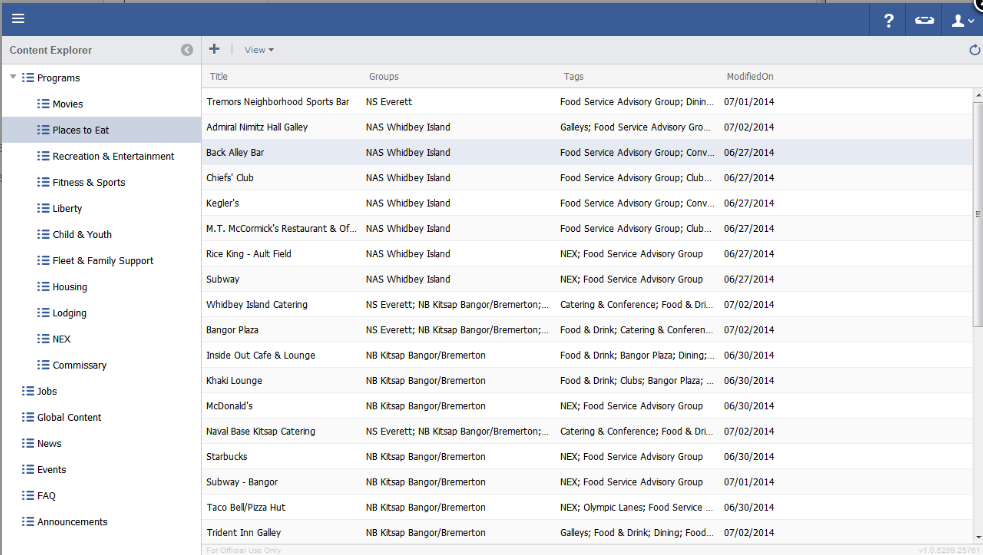 ?
Content Explorer
+ | View
Programs
Movies
Places to Eat
Recreation & Entertainment
Fitness & Sports
Liberty
Child & Youth
Fleet & Family Support
Housing
Lodging
NEX
Commissary
Jobs
Global Content
News
Events
FAQ
Announcements
Title Groups Tags ModifiedOn
Tremors Neighborhood Sports Bar NS Everett Food Service Advisory Group; Dinin... 07/01/2014
Admiral Nimitz Hall Galley NAS Whidbey Island Galleys; Food Service Advisory Gro... 07/02/2014
Back Alley Bar NAS Whidbey Island Food Service Advisory Group; Conv... 06/27/2014
Chiefs' Club NAS Whidbey Island Food Service Advisory Group; Club... 06/27/2014
Kegler's NAS Whidbey Island Food Service Advisory Group; Conv... 06/27/2014
M.T. McCormick's Restaurant & Of... NAS Whidbey Island Food Service Advisory Group; Club... 06/27/2014
Rice King - Ault Field NAS Whidbey Island NEX; Food Service Advisory Group 06/27/2014
Subway NAS Whidbey Island NEX; Food Service Advisory Group 06/27/2014
Whidbey Island Catering NS Everett; NB Kitsap Bangor/Bremerton;... Catering & Conference; Food & Dri... 07/02/2014
Bangor Plaza NS Everett; NB Kitsap Bangor/Bremerton;... Food & Drink; Catering & Conferen... 07/02/2014
Inside Out Cafe & Lounge NB Kitsap Bangor/Bremerton Food & Drink; Bangor Plaza; Dining;... 06/30/2014
Khaki Lounge NB Kitsap Bangor/Bremerton Food & Drink; Clubs; Bangor Plaza; ... 06/30/2014
McDonald's NB Kitsap Bangor/Bremerton NEX; Food Service Advisory Group 06/30/2014
Naval Base Kitsap Catering NS Everett; NB Kitsap Bangor/Bremerton;... Catering & Conference; Food & Dri... 07/02/2014
Starbucks NB Kitsap Bangor/Bremerton NEX; Food Service Advisory Group 06/30/2014
Subway - Bangor NB Kitsap Bangor/Bremerton NEX; Food Service Advisory Group 07/01/2014
Taco Bell/Pizza Hut NB Kitsap Bangor/Bremerton NEX; Olympic Lanes; Food Service ... 06/30/2014
Trident Inn Galley NB Kitsap Bangor/Bremerton Galleys; Food & Drink; Dining; Food... 07/02/2014
For Official Use Only v1.0.5289.25761